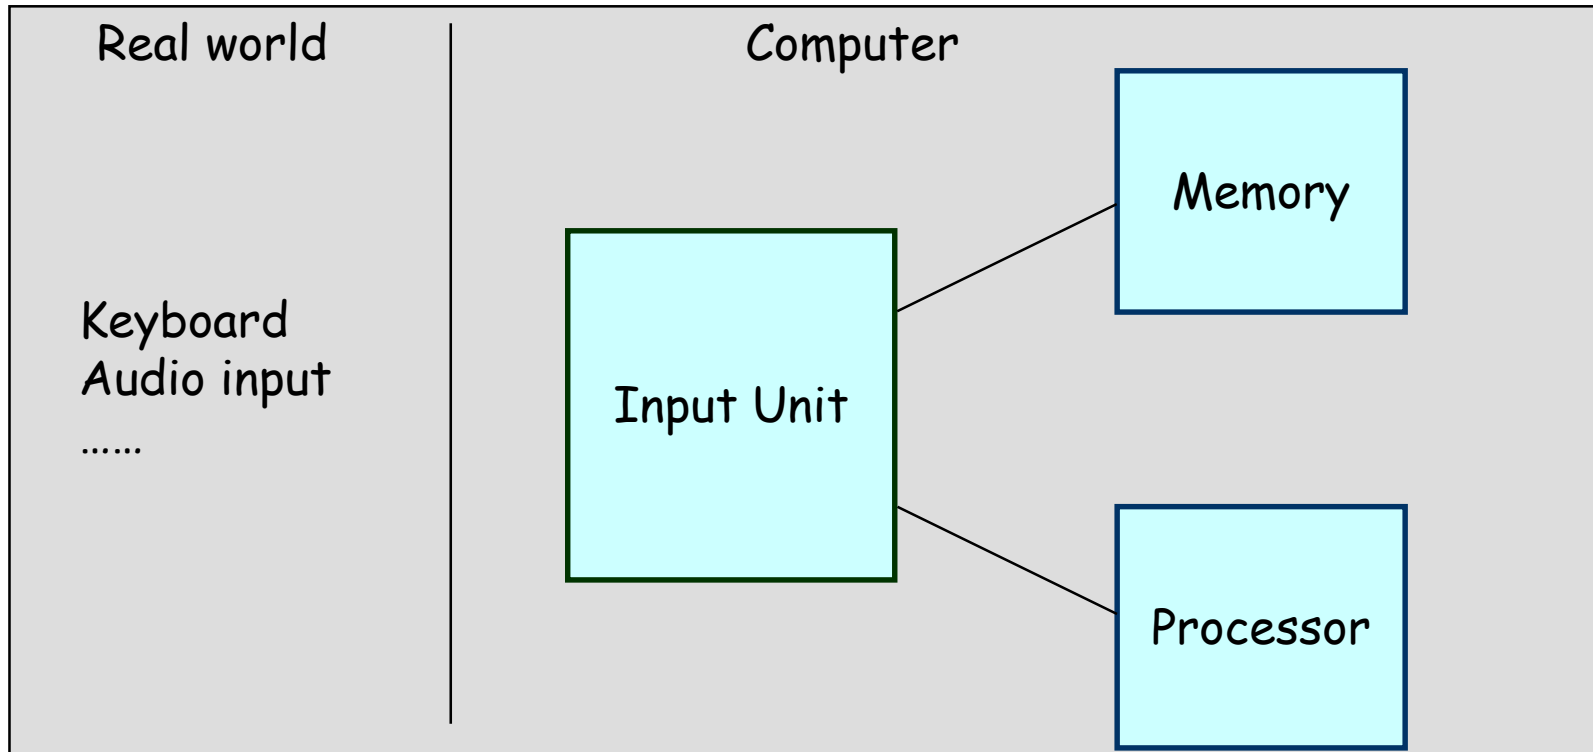 Real world
Computer
Memory
Keyboard
Audio input
……
Input Unit
Processor